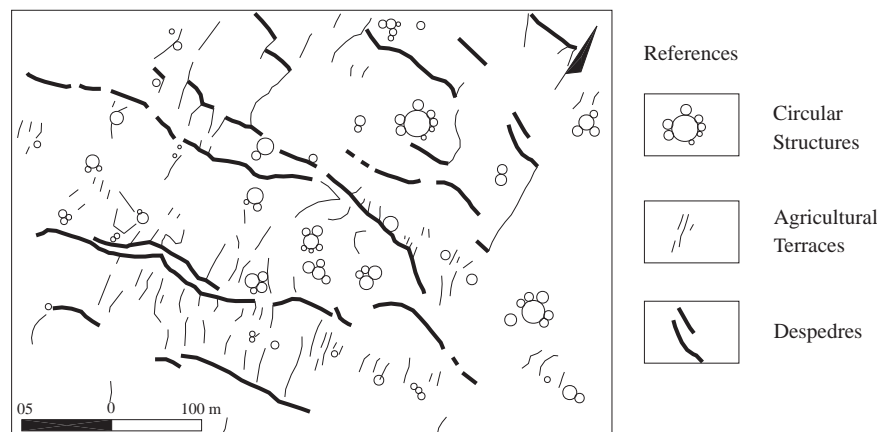 References
Circular
Structures
Agricultural
Terraces
Despedres
05 0 100 m